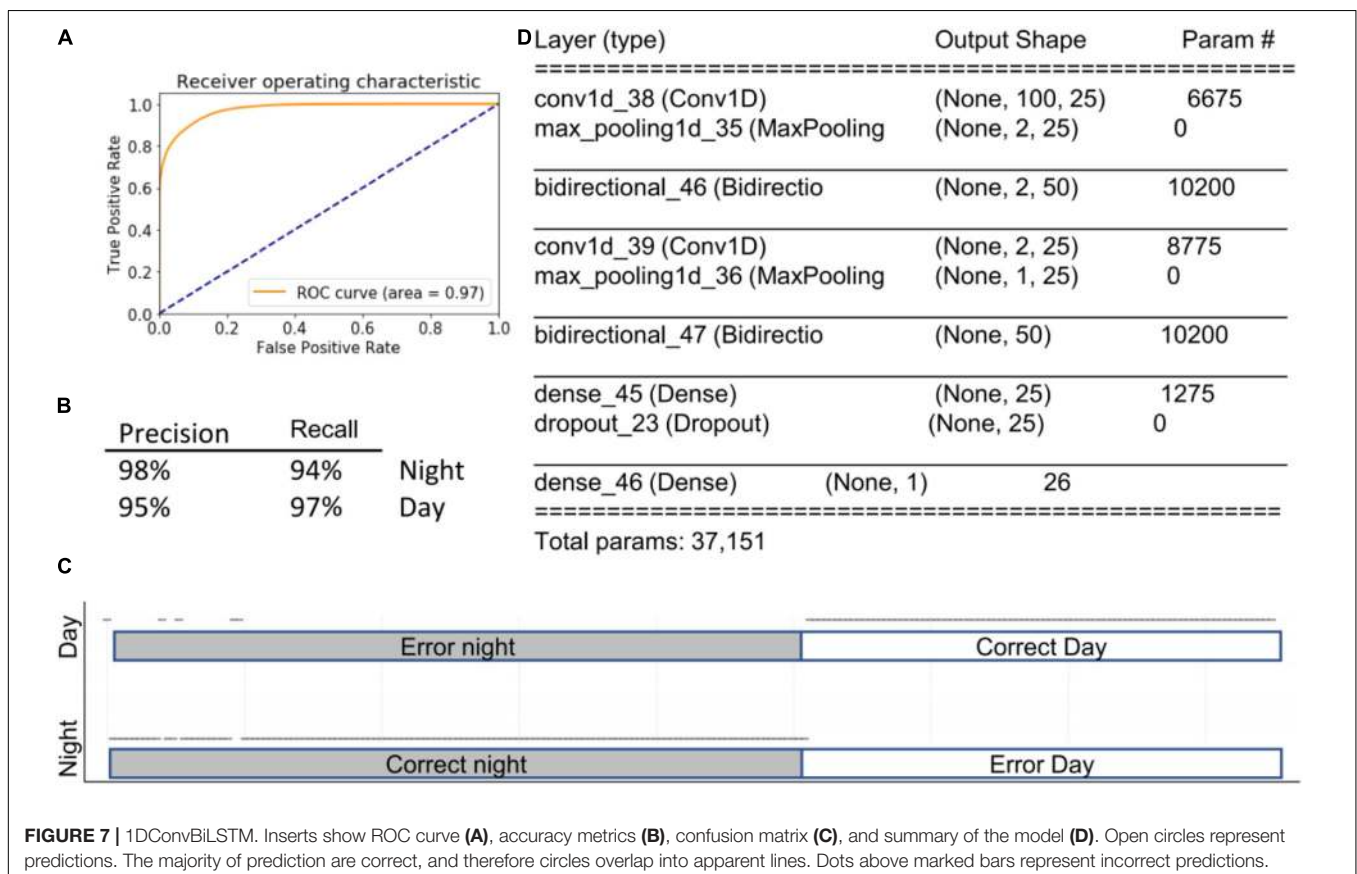 A
Receiver operating characteristic
True Positive Rate
1.0
0.8
0.6
0.4
0.2
0.0
ROC curve (area = 0.97)
0.0 0.2 0.4 0.6 0.8 1.0
False Positive Rate
B
Precision Recall
98% 94% Night
95% 97% Day
D Layer (type) Output Shape Param #
=====================================================
conv1d_38 (Conv1D) (None, 100, 25) 6675
max_pooling1d_35 (MaxPooling (None, 2, 25) 0
bidirectional_46 (Bidirectio (None, 2, 50) 10200
conv1d_39 (Conv1D) (None, 2, 25) 8775
max_pooling1d_36 (MaxPooling (None, 1, 25) 0
bidirectional_47 (Bidirectio (None, 50) 10200
dense_45 (Dense) (None, 25) 1275
dropout_23 (Dropout) (None, 25) 0
dense_46 (Dense) (None, 1) 26
====================================================
Total params: 37,151
C
Day
Error night Correct Day
Night
Correct night Error Day
FIGURE 7 | 1DConvBiLSTM. Inserts show ROC curve (A), accuracy metrics (B), confusion matrix (C), and summary of the model (D). Open circles represent
predictions. The majority of prediction are correct, and therefore circles overlap into apparent lines. Dots above marked bars represent incorrect predictions.